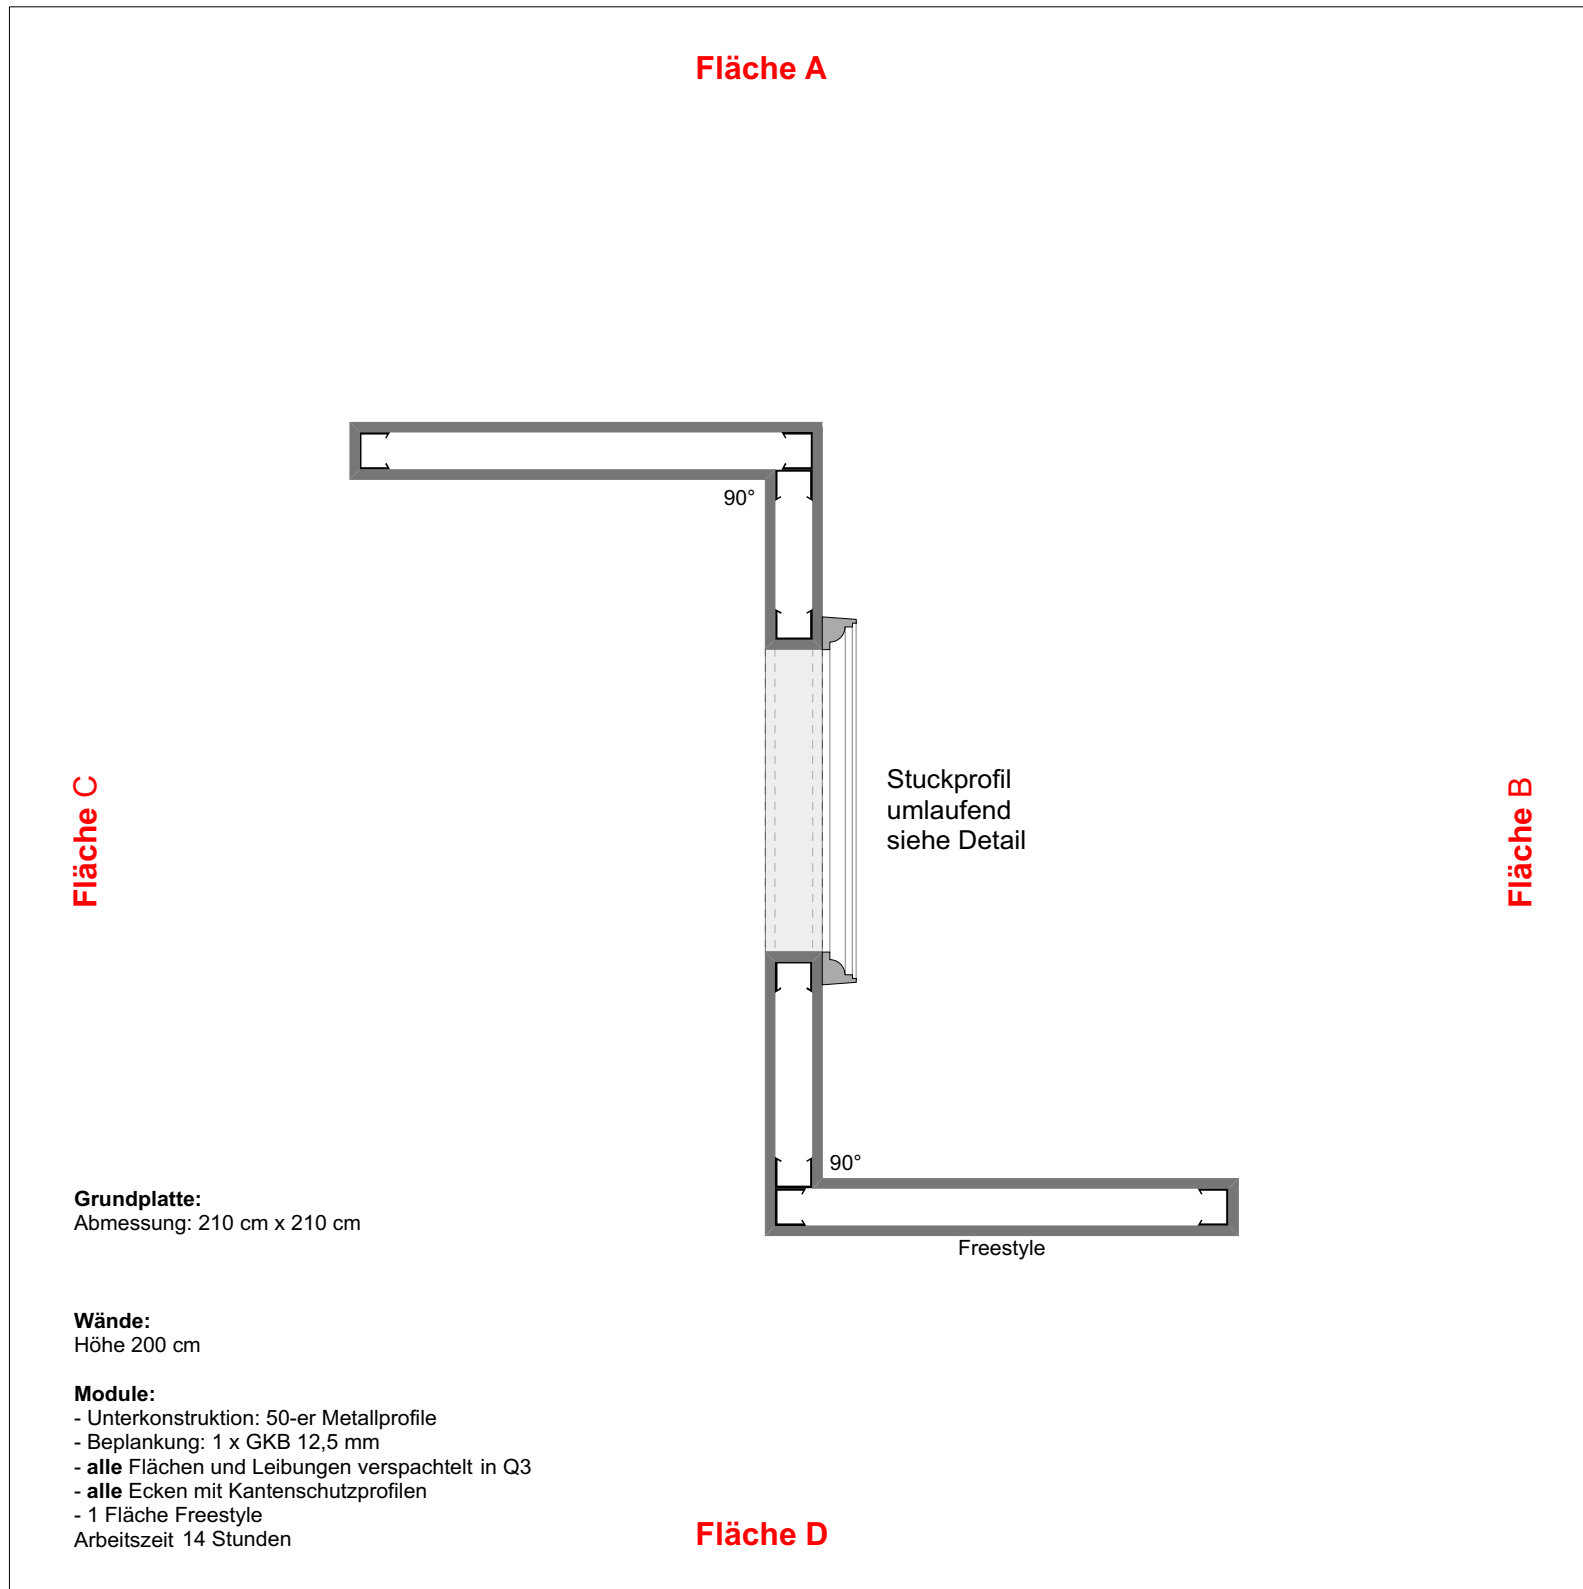 Fläche A
90°
Stuckprofil
umlaufend
siehe Detail
Fläche C
Fläche B
90°
Freestyle
Grundplatte:
Abmessung: 210 cm x 210 cm
Wände:
Höhe 200 cm
Module:
- Unterkonstruktion: 50-er Metallprofile
- Beplankung: 1 x GKB 12,5 mm
- alle Flächen und Leibungen verspachtelt in Q3
- alle Ecken mit Kantenschutzprofilen
- 1 Fläche Freestyle
Arbeitszeit 14 Stunden
Fläche D